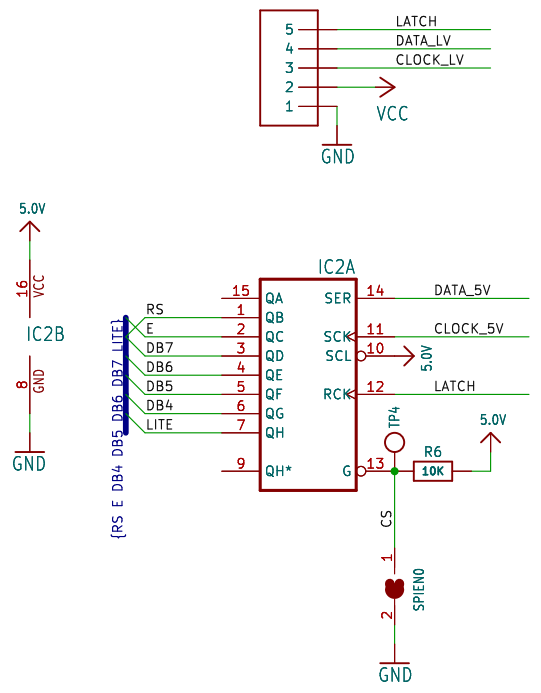 5
LATCH
4
DATA_LV
3
CLOCK_LV
2
VCC
1
GND
5.0V
16
VCC
IC2B
8
GND
GND
IC2A
15
QA
SER
14
DATA_5V
RS
1
QB
E
2
QC
SCK
11
CLOCK_5V
DB7
3
QD
SCL
10
5.0V
DB6
4
QE
DB5
5
QF
RCK
12
LATCH
DB4
6
QG
LITE
7
QH
TP4
9
QH*
G
13
R6
10K
5.0V
{RS E DB4 DB5 DB6 DB7 LITE}
CS
1
SPIEN0
2
GND